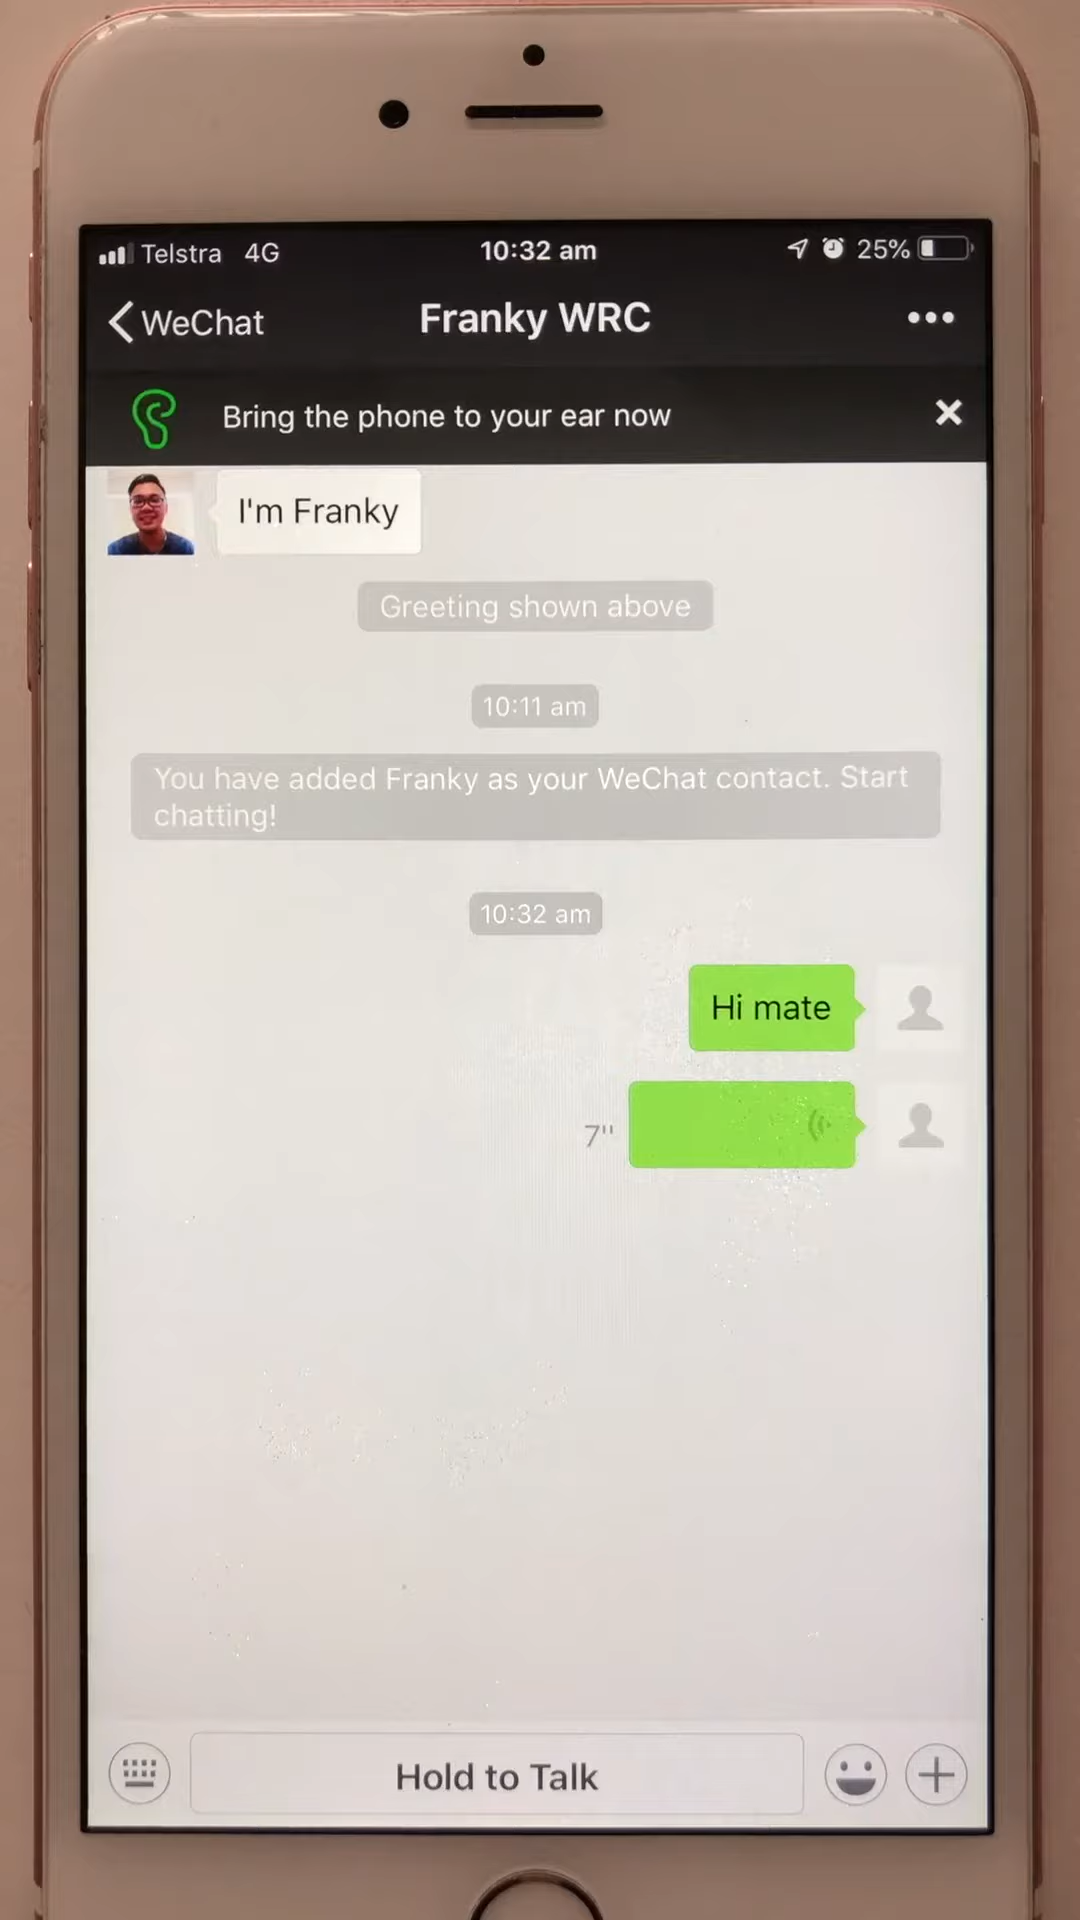 Telstra 4G 10:32 am 25%
WeChat Franky WRC
Bring the phone to your ear now
I'm Franky
Greeting shown above
10:11 am
You have added Franky as your WeChat contact. Start
chatting!
10:32 am
Hi mate
7''
Hold to Talk